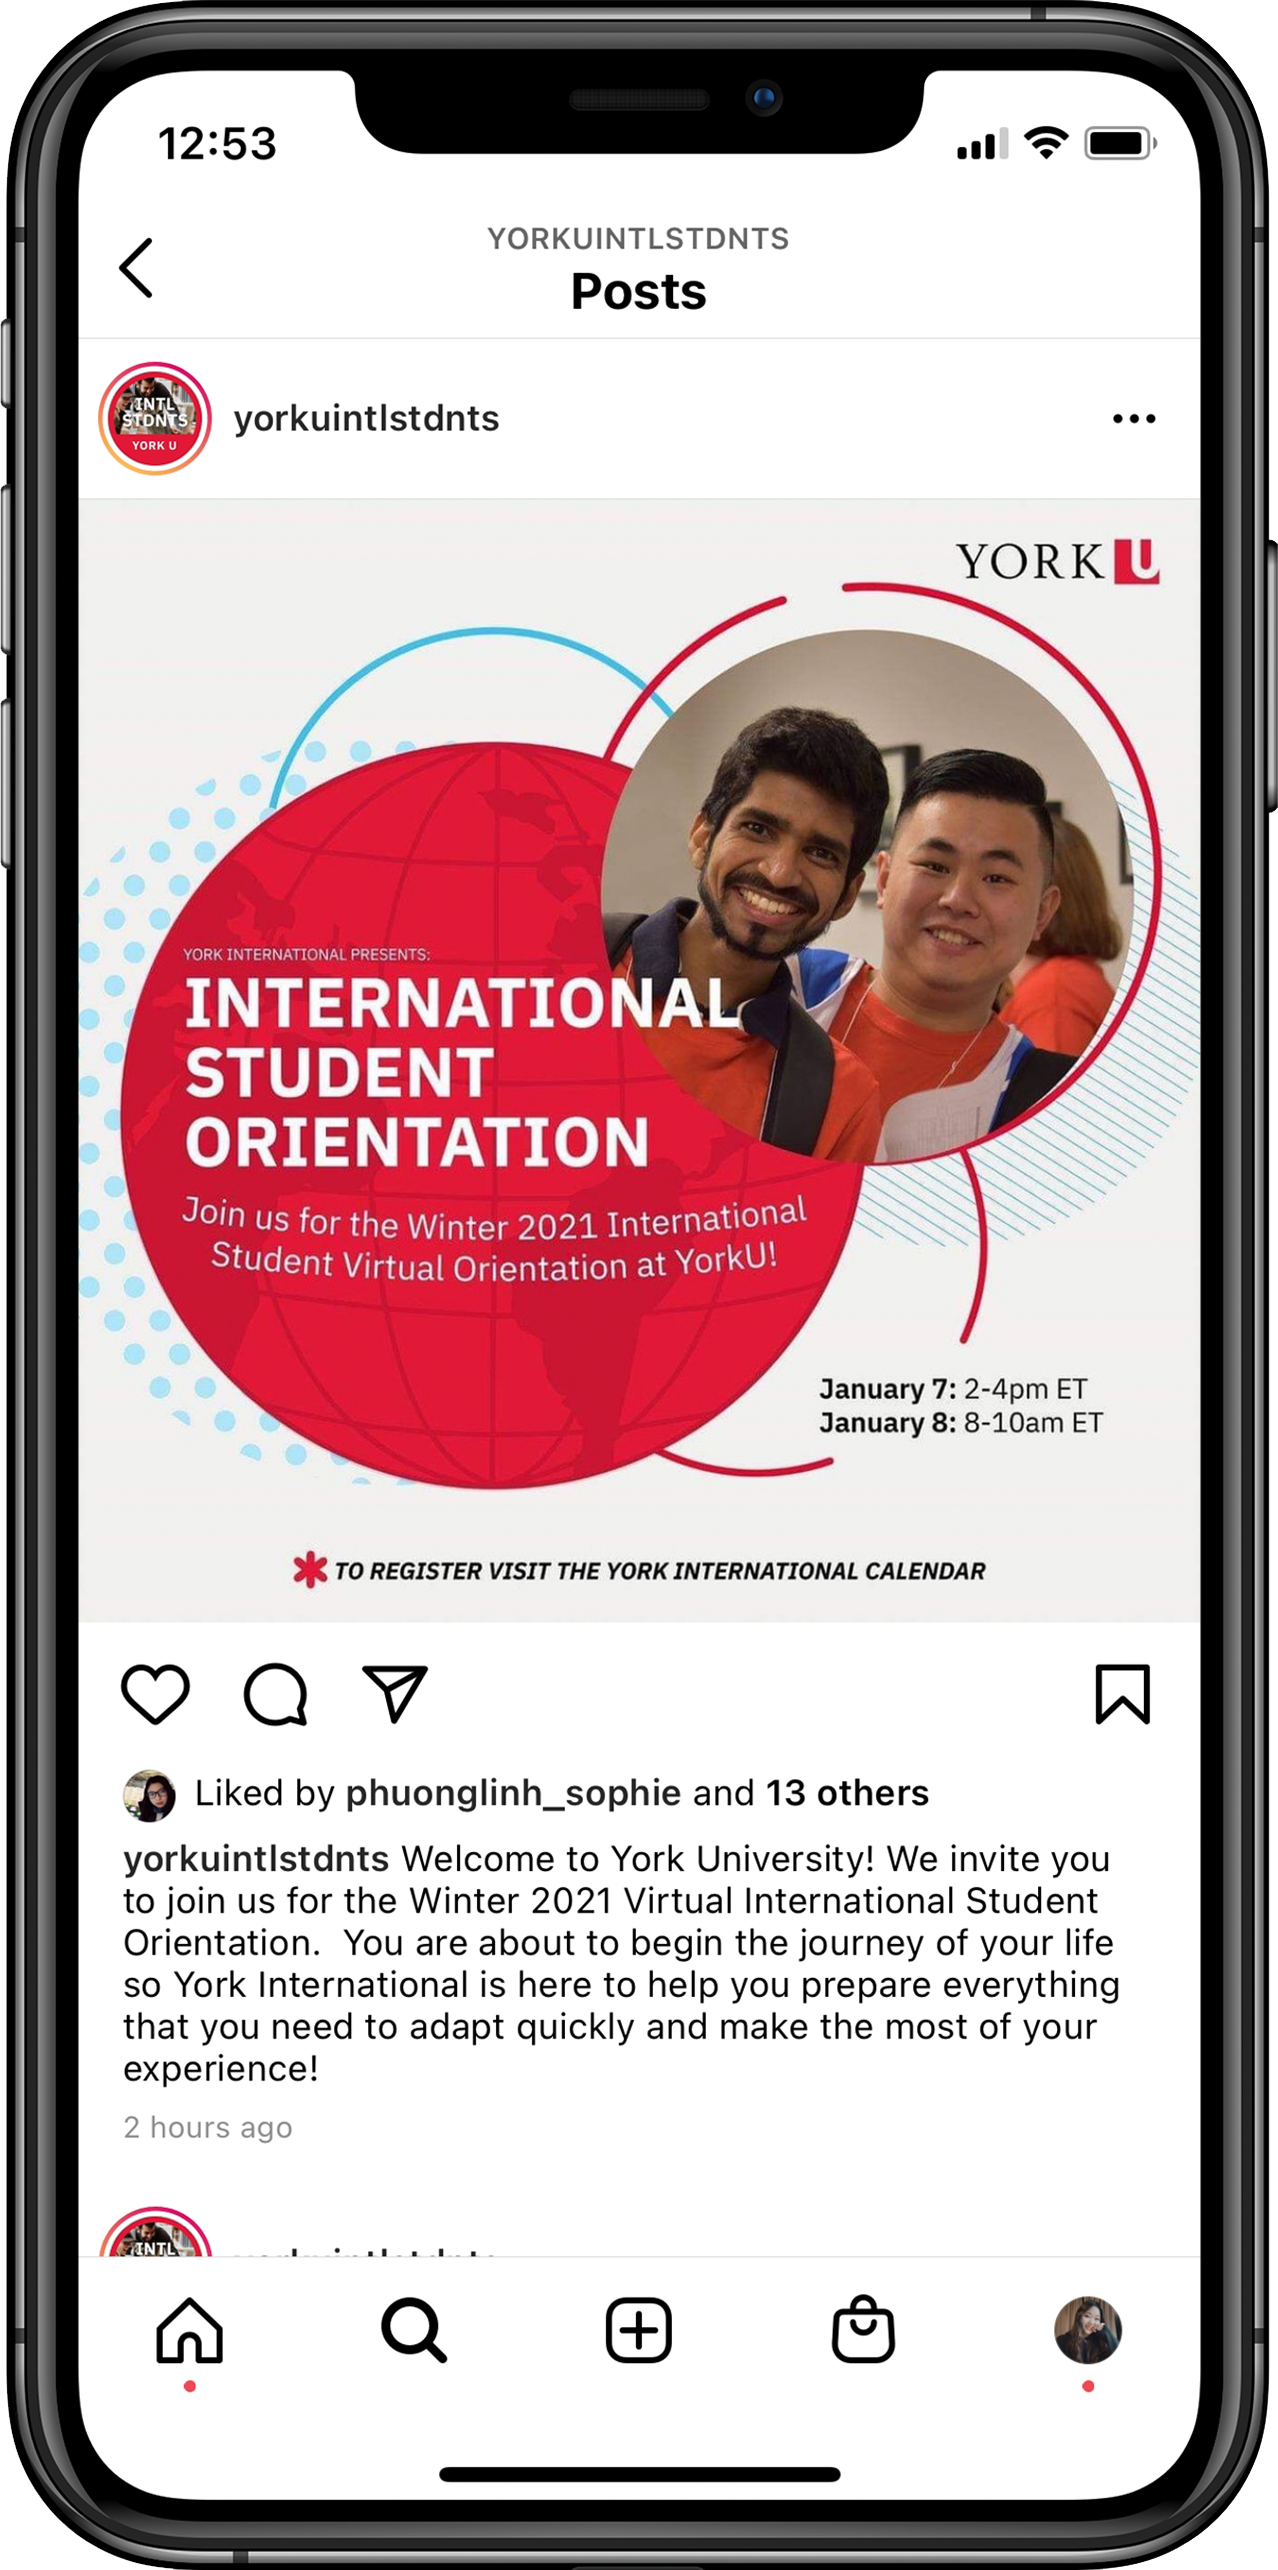 12:53
YORKUINTLSTDNTS
Posts
INTL
STDNTS
YORK U
yorkuintlstdnts
YORK U
YORK INTERNATIONAL PRESENTS:
INTERNATIONAL
STUDENT
ORIENTATION
Join us for the Winter 2021 International
Student Virtual Orientation at YorkU!
January 7: 2-4pm ET
January 8: 8-10am ET
* TO REGISTER VISIT THE YORK INTERNATIONAL CALENDAR
Liked by phuonglinh_sophie and 13 others
yorkuintlstdnts Welcome to York University! We invite you
to join us for the Winter 2021 Virtual International Student
Orientation.  You are about to begin the journey of your life
so York International is here to help you prepare everything
that you need to adapt quickly and make the most of your
experience!
2 hours ago
INTL